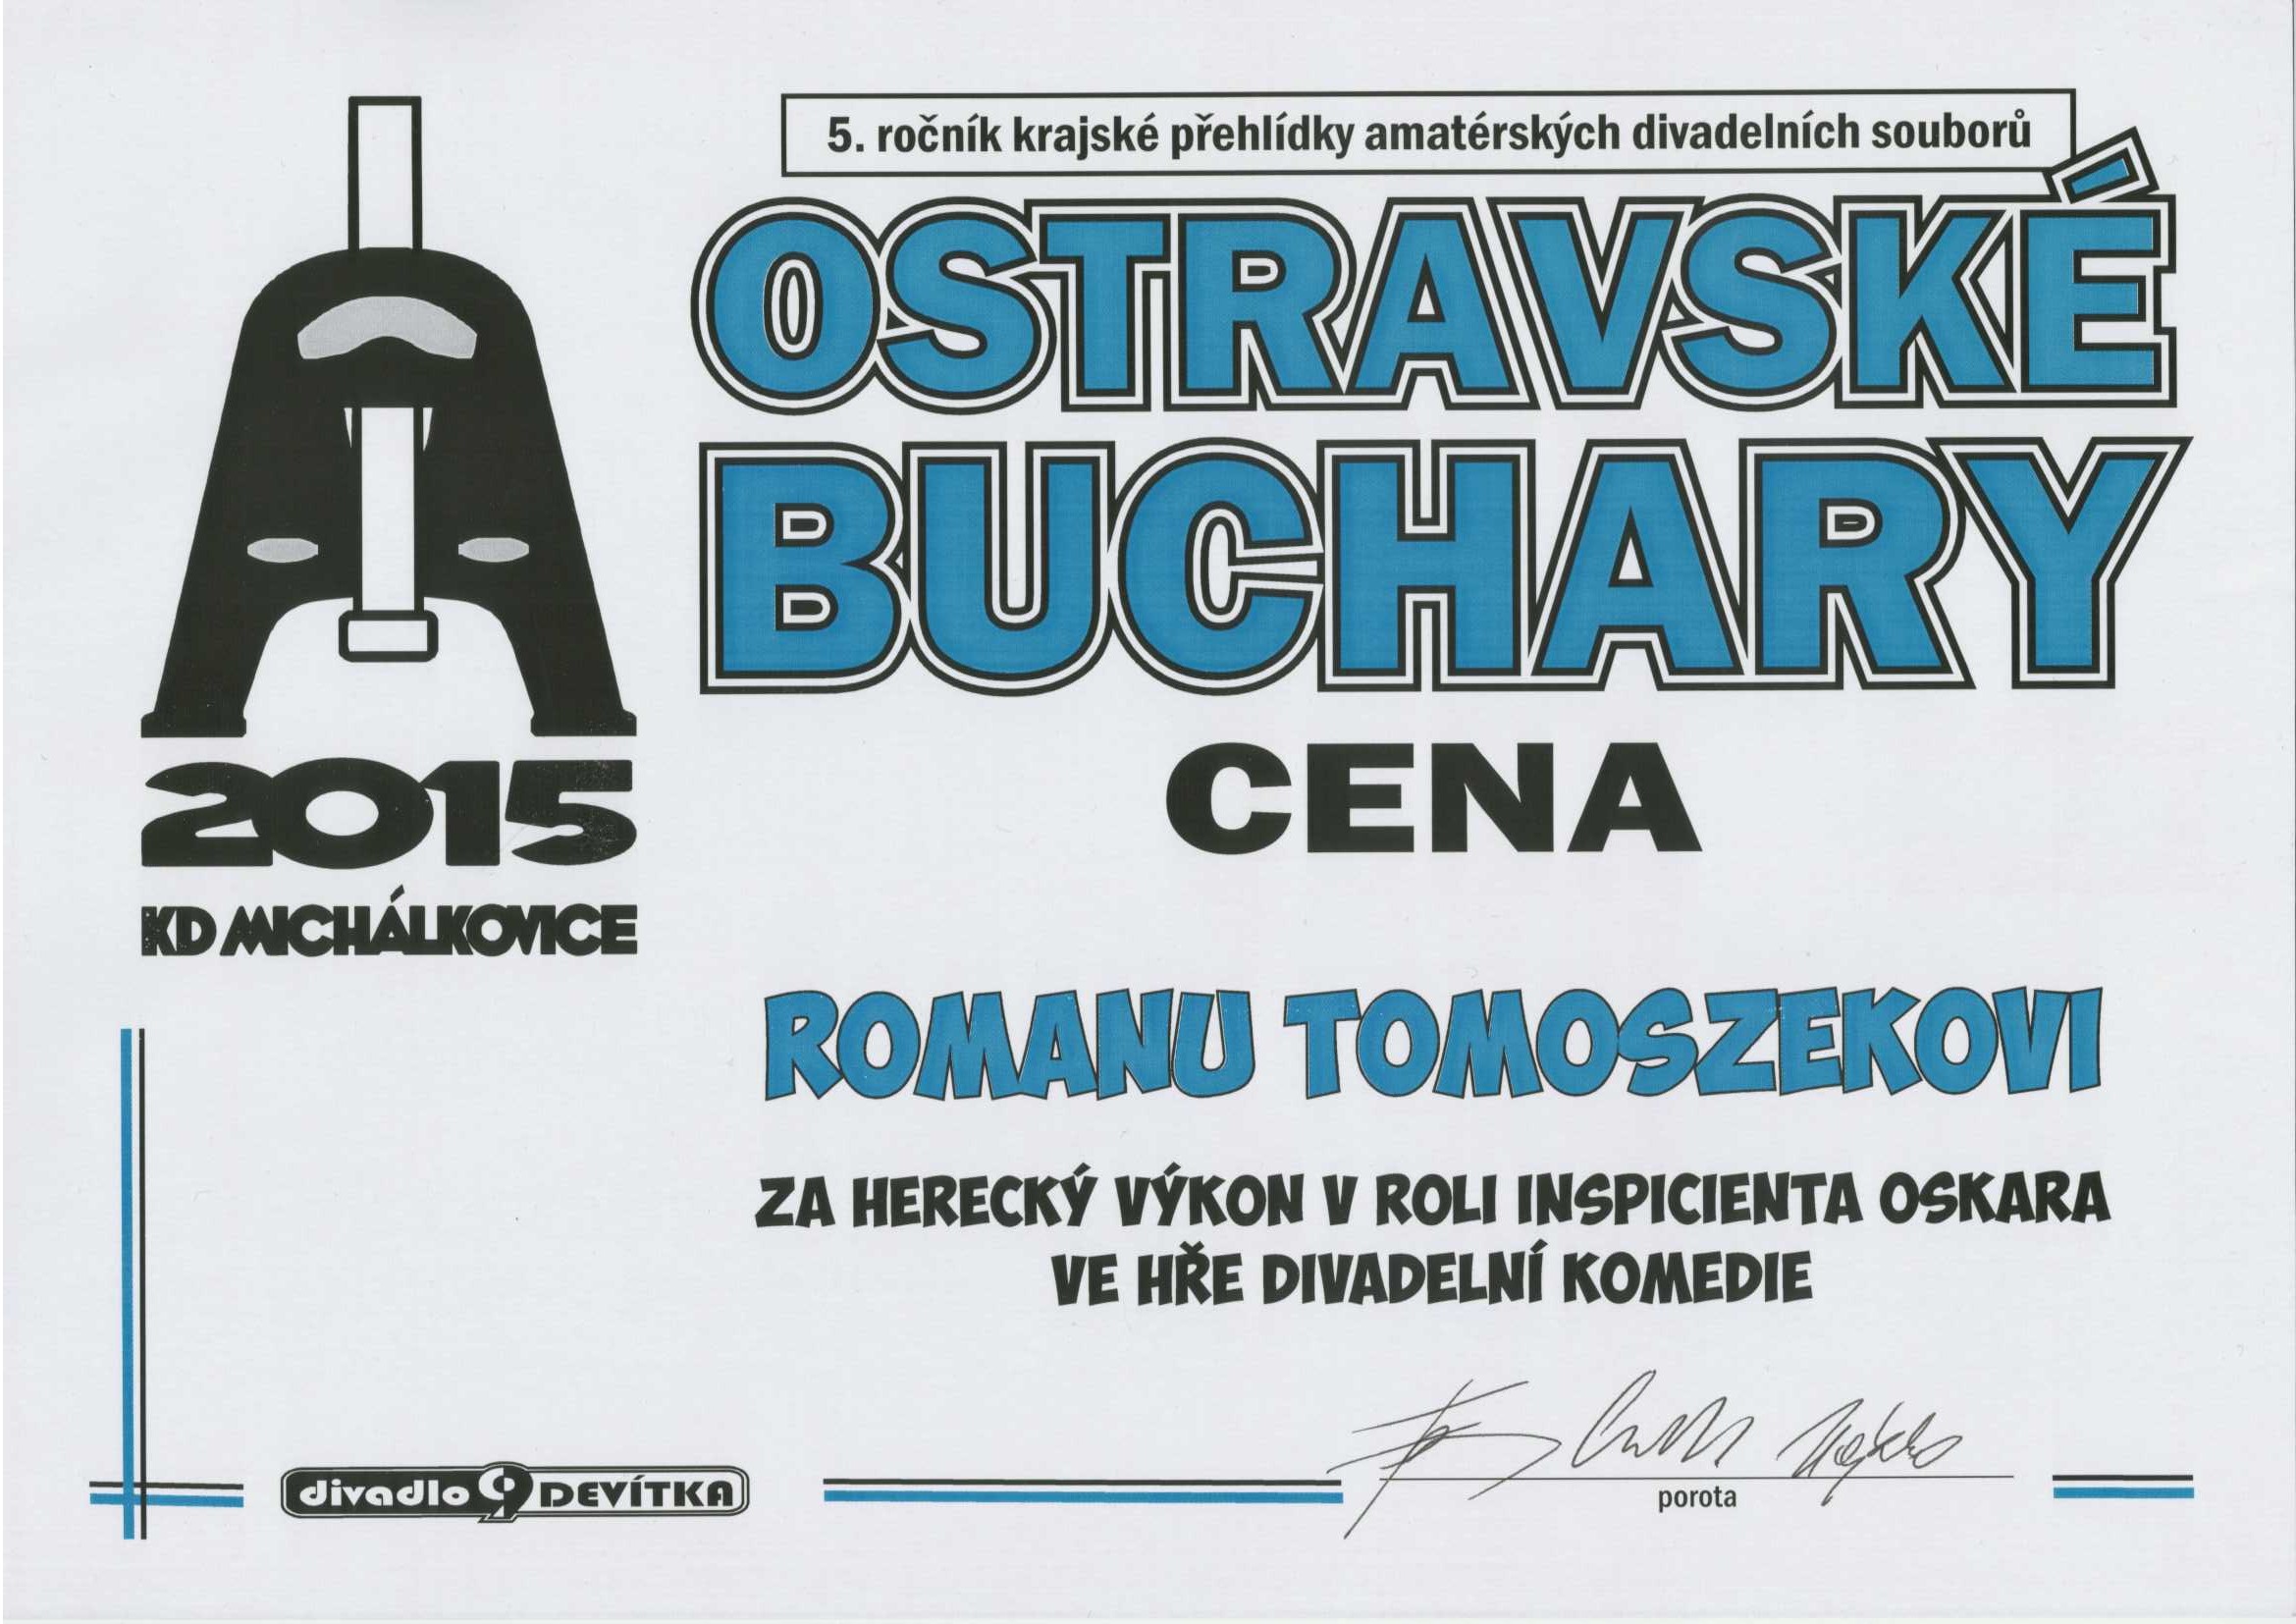 5. ročník krajské přehlídky amatérských divadelních souborů
OSTRAVSKÉ
BUCHARY
CENA
2015
KD MICHÁLKOVICE
ROMANU TOMOSZEKOVI
ZA HERECKÝ VÝKON V ROLI INSPICIENTA OSKARA
VE HŘE DIVADELNÍ KOMEDIE
divadlo 9 DEVÍTKA
porota